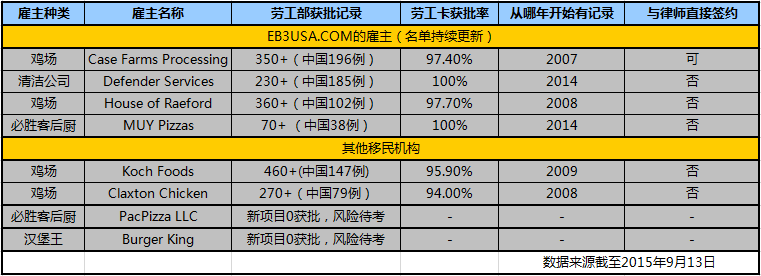 雇主种类 雇主名称 劳工部获批记录 劳工卡获批率 从哪年开始有记录 与律师直接签约
EB3USA.COM的雇主（名单持续更新）
鸡场 Case Farms Processing 350+（中国196例） 97.40% 2007 可
清洁公司 Defender Services 230+（中国185例） 100% 2014 否
鸡场 House of Raeford 360+（中国102例） 97.70% 2008 否
必胜客后厨 MUY Pizzas 70+（中国38例） 100% 2014 否
其他移民机构
鸡场 Koch Foods 460+(中国147例) 95.90% 2009 否
鸡场 Claxton Chicken 270+（中国79例） 94.00% 2008 否
必胜客后厨 PacPizza LLC 新项目0获批，风险待考 - - -
汉堡王 Burger King 新项目0获批，风险待考 - - -
数据来源截至2015年9月13日